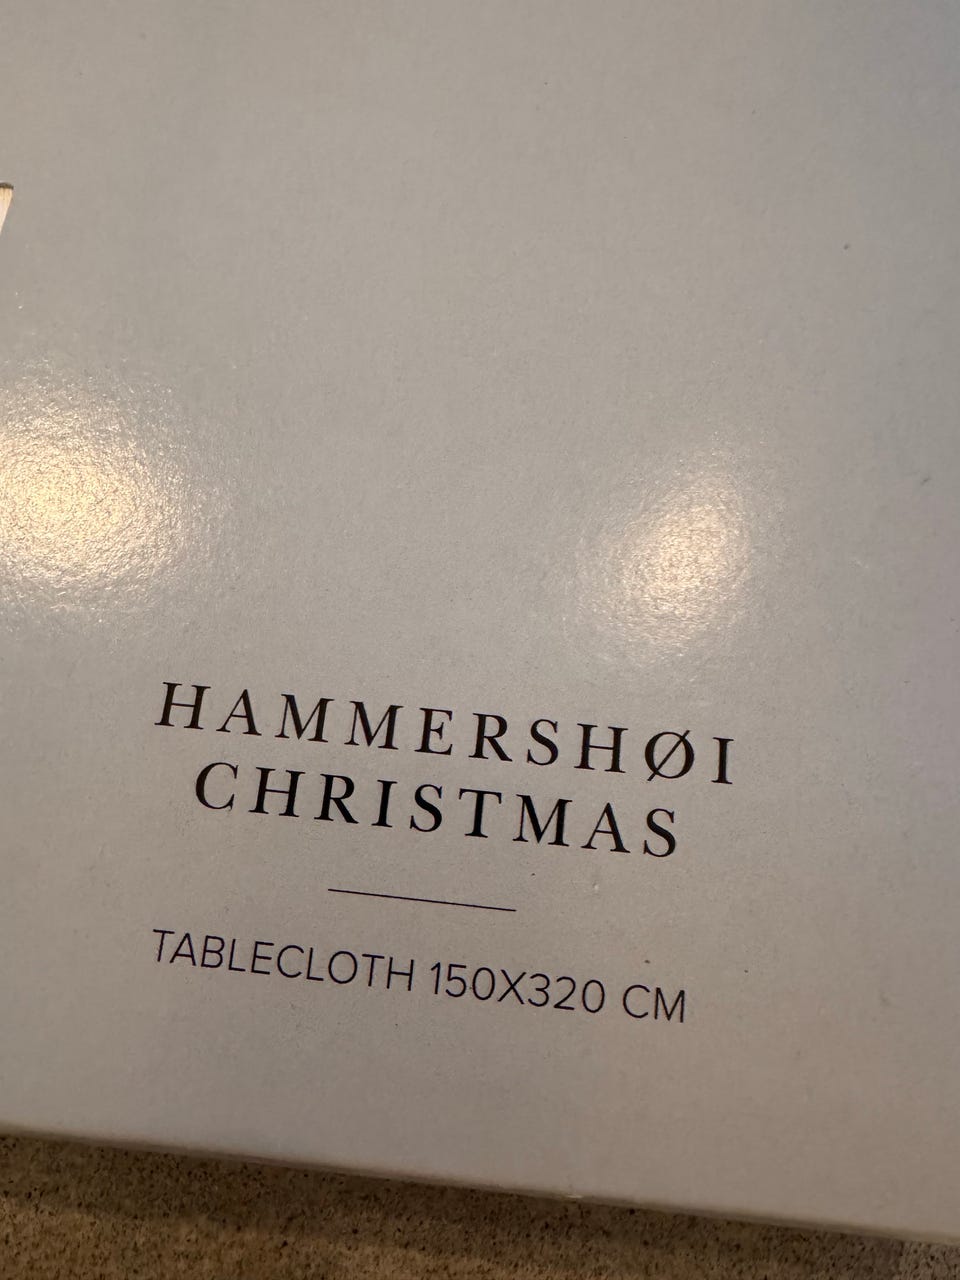 HAMMERSHØI
CHRISTMAS
TABLECLOTH 150X320 CM